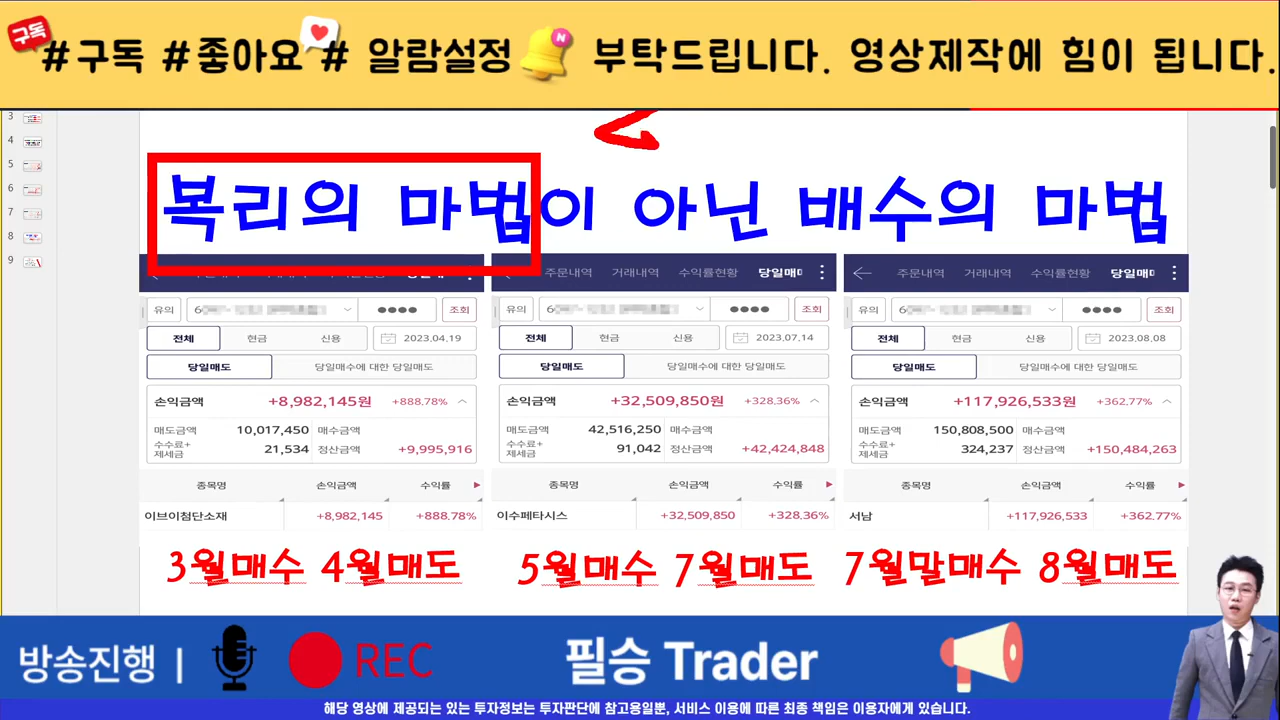 구독
#구독 #좋아요 # 알람설정 N 부탁드립니다. 영상제작에 힘이 됩니다.
3
4
5
6
7
8
9
2
복리의 마법이 아닌 배수의 마법
주문내역 거래내역 수익률현황 당일매
주문내역 거래내역 수익률현황 당일매
유의 6 ●●●● 조회
전체 현금 신용 2023.04.19
당일매도 당일매수에 대한 당일매도
손익금액 +8,982,145원 +888.78%
매도금액 10,017,450 매수금액
수수료+
제세금 21,534 정산금액 +9,995,916
종목명 손익금액 수익률
이브이첨단소재 +8,982,145 +888.78%
3월매수 4월매도
유의 6 ●●●● 조회
전체 현금 신용 2023.07.14
당일매도 당일매수에 대한 당일매도
손익금액 +32,509,850원 +328.36%
매도금액 42,516,250 매수금액
수수료+
제세금 91,042 정산금액 +42,424,848
종목명 손익금액 수익률
이수페타시스 +32,509,850 +328.36%
5월매수 7월매도
유의 6 ●●●● 조회
전체 현금 신용 2023.08.08
당일매도 당일매수에 대한 당일매도
손익금액 +117,926,533원 +362.77%
매도금액 150,808,500 매수금액
수수료+
제세금 324,237 정산금액 +150,484,263
종목명 손익금액 수익률
서남 +117,926,533 +362.77%
7월말매수 8월매도
방송진행 | REC 필승 Trader
해당 영상에 제공되는 있는 투자정보는 투자판단에 참고용일뿐, 서비스 이용에 따른 최종 책임은 이용자에게 있습니다.